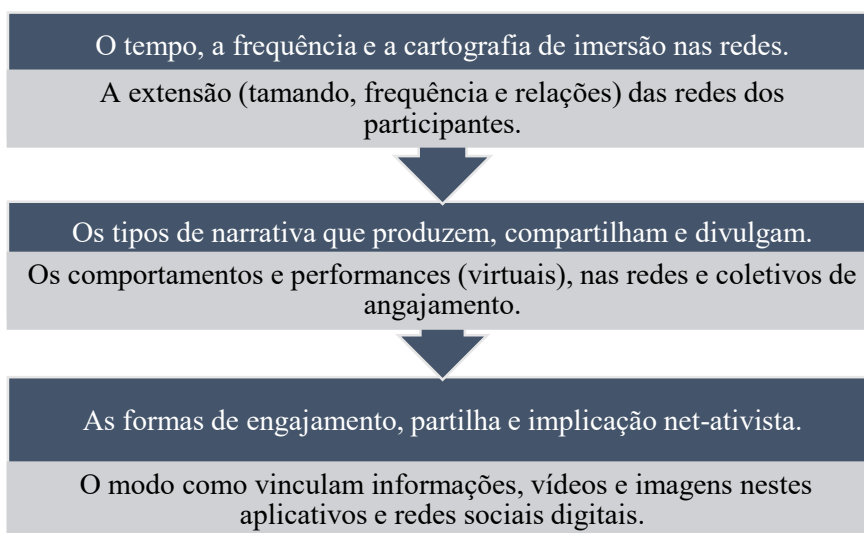 O tempo, a frequência e a cartografia de imersão nas redes.
A extensão (tamando, frequência e relações) das redes dos
participantes.
Os tipos de narrativa que produzem, compartilham e divulgam.
Os comportamentos e performances (virtuais), nas redes e coletivos de
angajamento.
As formas de engajamento, partilha e implicação net-ativista.
O modo como vinculam informações, vídeos e imagens nestes
aplicativos e redes sociais digitais.